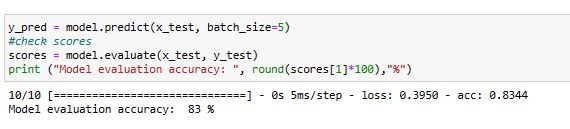 y_pred = model.predict(x_test, batch_size=5)
#check scores
scores = model.evaluate(x_test, y_test)
print ("Model evaluation accuracy: ", round(scores[1]*100),"%")
10/10 [==============================] - 0s 5ms/step - loss: 0.3950 - acc: 0.8344
Model evaluation accuracy:  83 %